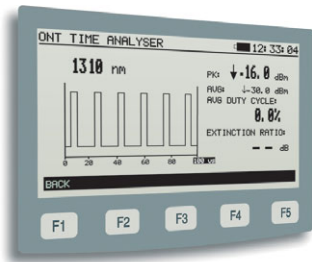 ONT TIME ANALYSER 12:33:04
1310 nm
PK: ↓-16.0 dBm
AVG: ↓-30.0 dBm
AVG DUTY CYCLE:
0.0%
EXTINCTION RATIO:
-- dB
0 20 40 60 80
BACK
F1 F2 F3 F4 F5